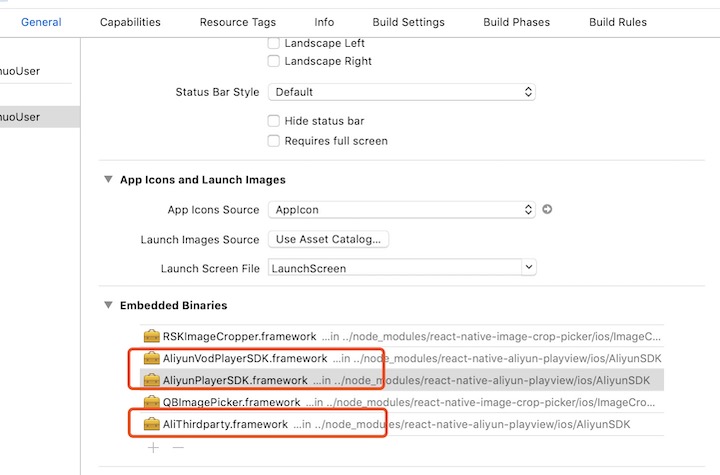 General Capabilities Resource Tags Info Build Settings Build Phases Build Rules
Landscape Left
Landscape Right
nuoUser
Status Bar Style Default
nuoUser
Hide status bar
Requires full screen
App Icons and Launch Images
App Icons Source AppIcon
Launch Images Source Use Asset Catalog...
Launch Screen File LaunchScreen
Embedded Binaries
RSKImageCropper.framework ...in ../node_modules/react-native-image-crop-picker/ios/ImageC...
AliyunVodPlayerSDK.framework ...in ../node_modules/react-native-aliyun-playview/ios/AliyunSDK
AliyunPlayerSDK.framework ...in ../node_modules/react-native-aliyun-playview/ios/AliyunSDK
QBImagePicker.framework ...in ../node_modules/react-native-image-crop-picker/ios/ImageCro...
AliThirdparty.framework ...in ../node_modules/react-native-aliyun-playview/ios/AliyunSDK